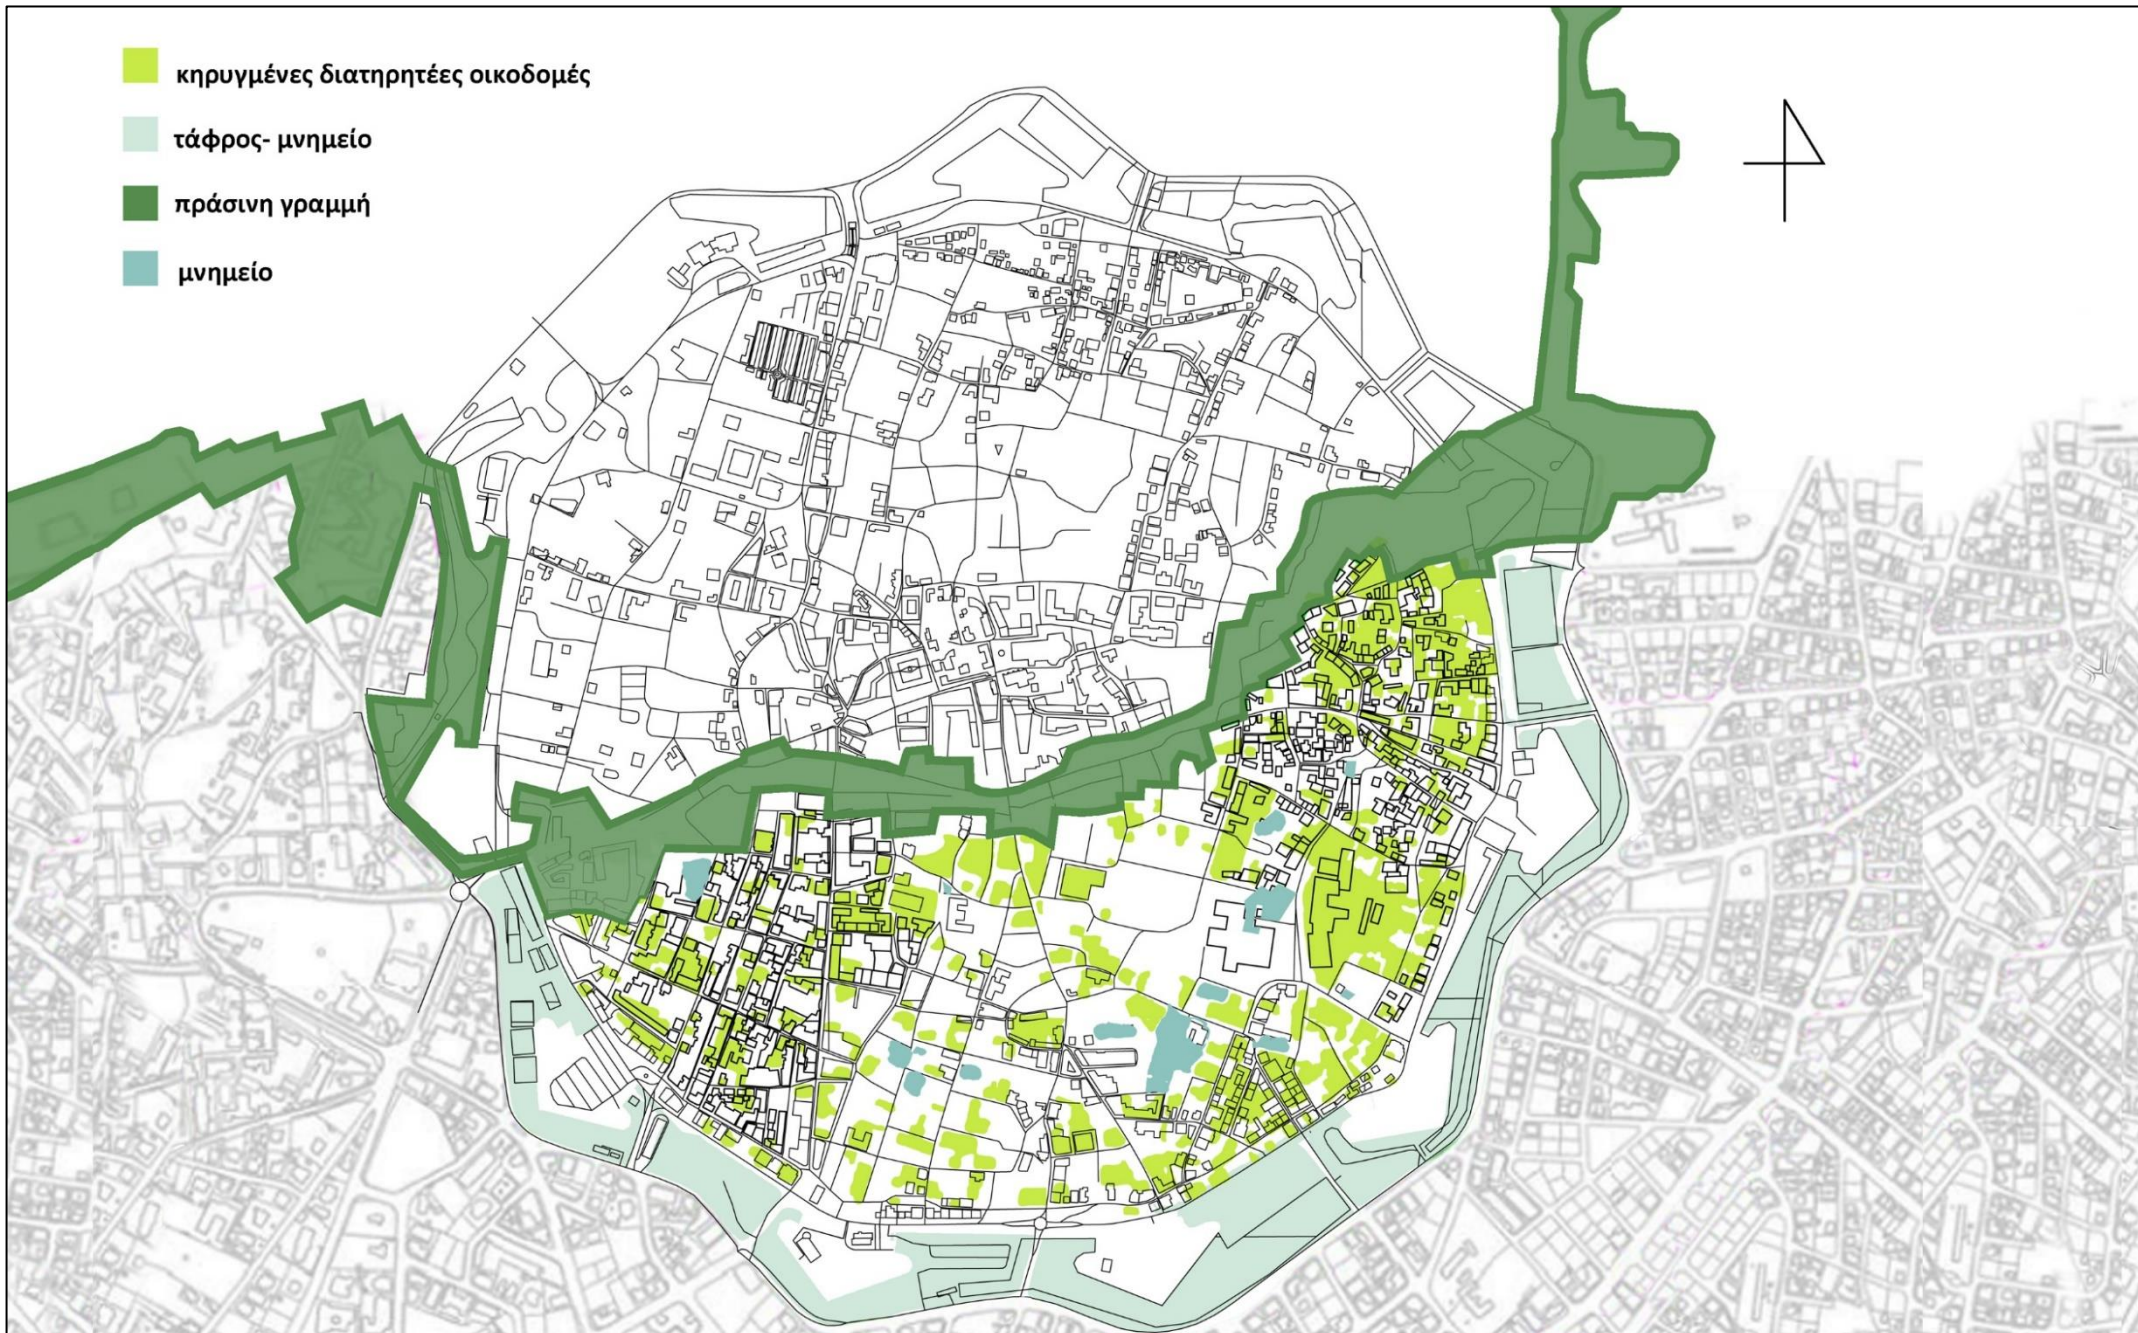 κηρυγμένες διατηρητέες οικοδομές
τάφρος- μνημείο
πράσινη γραμμή
μνημείο